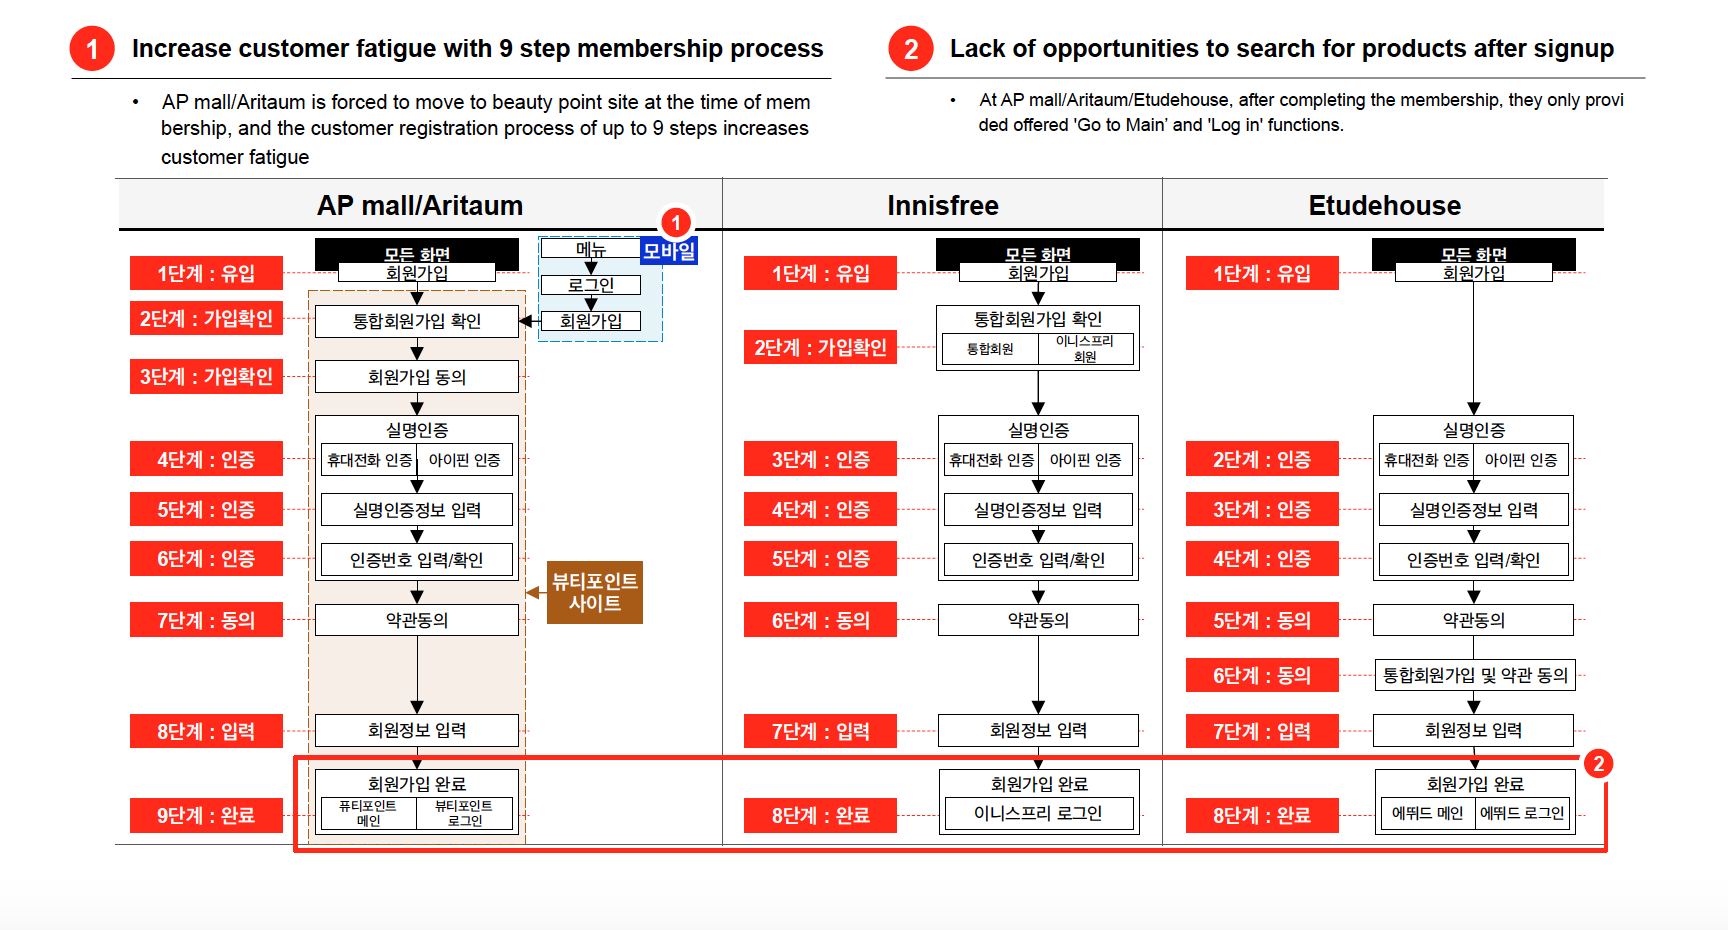 1 Increase customer fatigue with 9 step membership process
• AP mall/Aritaum is forced to move to beauty point site at the time of mem
bership, and the customer registration process of up to 9 steps increases
customer fatigue
2 Lack of opportunities to search for products after signup
• At AP mall/Aritaum/Etudehouse, after completing the membership, they only provi
ded offered 'Go to Main’ and 'Log in' functions.
AP mall/Aritaum
1
모바일
모든 화면
회원가입
메뉴
로그인
회원가입
1단계 : 유입
2단계 : 가입확인
통합회원가입 확인
3단계 : 가입확인
회원가입 동의
실명인증
4단계 : 인증
휴대전화 인증
아이핀 인증
5단계 : 인증
실명인증정보 입력
6단계 : 인증
인증번호 입력/확인
뷰티포인트
사이트
7단계 : 동의
약관동의
8단계 : 입력
회원정보 입력
회원가입 완료
9단계 : 완료
퓨티포인트
메인
뷰티포인트
로그인
Innisfree
모든 화면
회원가입
1단계 : 유입
통합회원가입 확인
2단계 : 가입확인
통합회원
이니스프리
회원
실명인증
3단계 : 인증
휴대전화 인증
아이핀 인증
4단계 : 인증
실명인증정보 입력
5단계 : 인증
인증번호 입력/확인
6단계 : 동의
약관동의
7단계 : 입력
회원정보 입력
회원가입 완료
8단계 : 완료
이니스프리 로그인
Etudehouse
모든 화면
회원가입
1단계 : 유입
실명인증
2단계 : 인증
휴대전화 인증
아이핀 인증
3단계 : 인증
실명인증정보 입력
4단계 : 인증
인증번호 입력/확인
5단계 : 동의
약관동의
6단계 : 동의
통합회원가입 및 약관 동의
7단계 : 입력
회원정보 입력
2
회원가입 완료
8단계 : 완료
에뛰드 메인
에뛰드 로그인